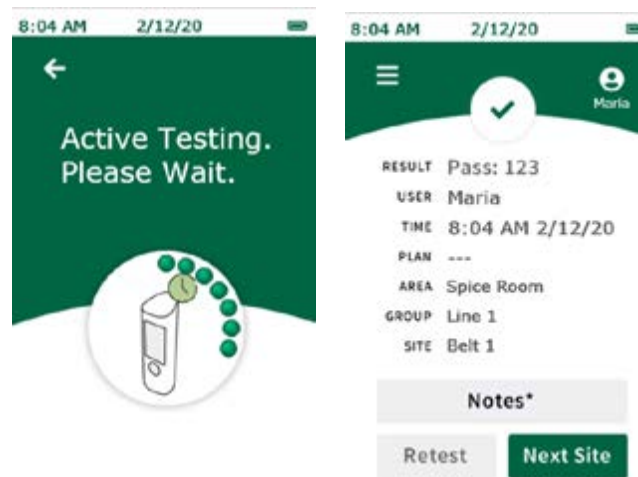 8:04 AM 2/12/20
Active Testing.
Please Wait.
8:04 AM 2/12/20
Maria
RESULT Pass: 123
USER Maria
TIME 8:04 AM 2/12/20
PLAN ---
AREA Spice Room
GROUP Line 1
SITE Belt 1
Notes*
Retest Next Site